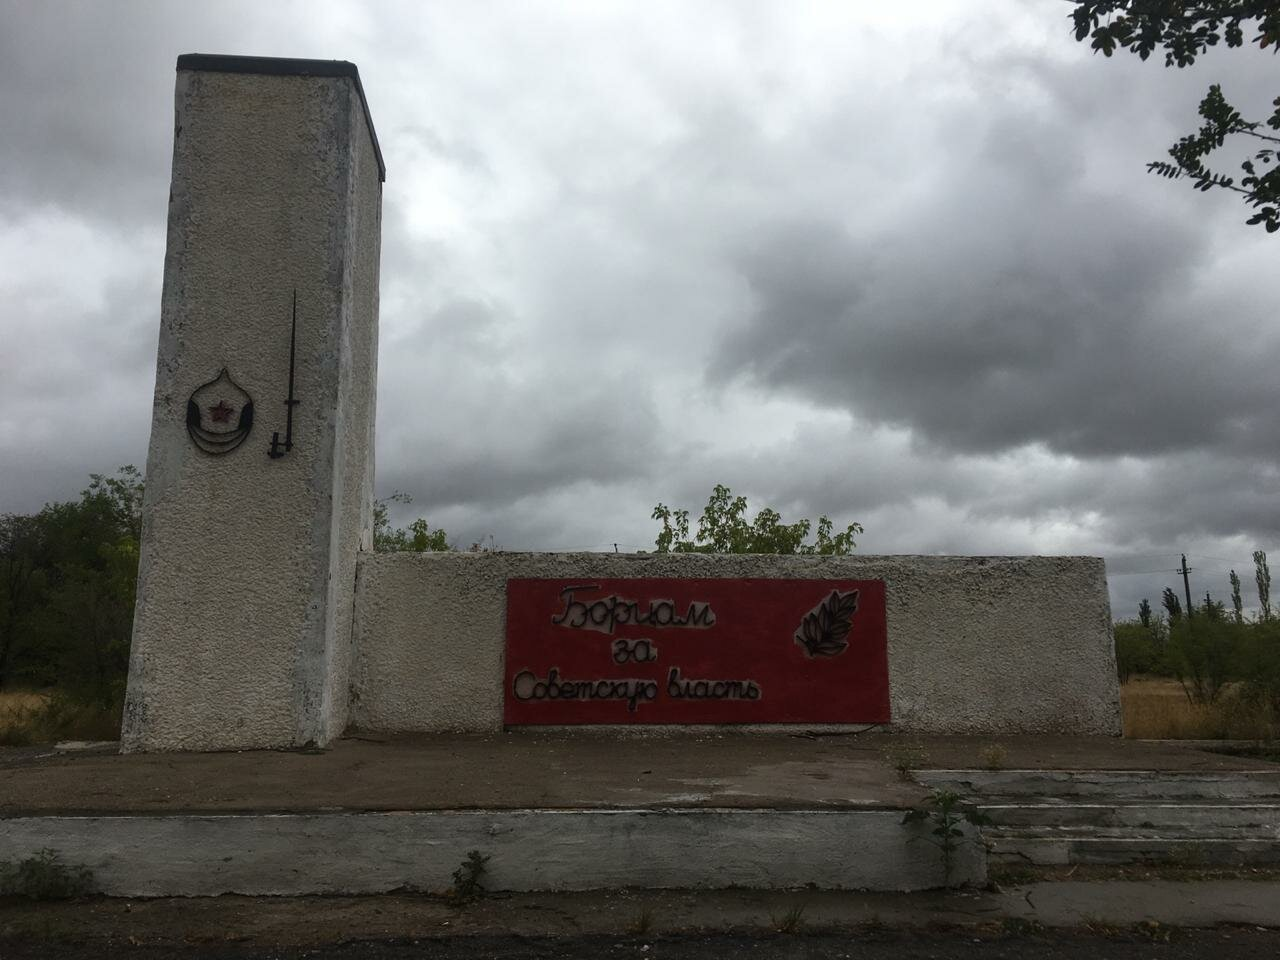 Борцам
за
Советскую власть